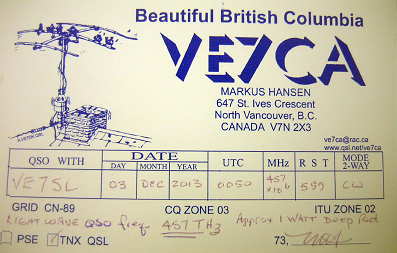 Beautiful British Columbia
VE7CA
MARKUS HANSEN
647 St. Ives Crescent
North Vancouver, B.C.
CANADA V7N 2X3
ve7ca@rac.ca
www.qsl.net/ve7ca
QSO WITH DATE UTC MHz R S T MODE 2-WAY
DAY MONTH YEAR
VE7SL 03 DEC 2013 0050 457 x10⁶ 599 CW
GRID CN-89 CQ ZONE 03 ITU ZONE 02
LIGHT WAVE QSO freq. 457 THz Approx 1 WATT DEEP Red
PSE ☑TNX QSL 73,